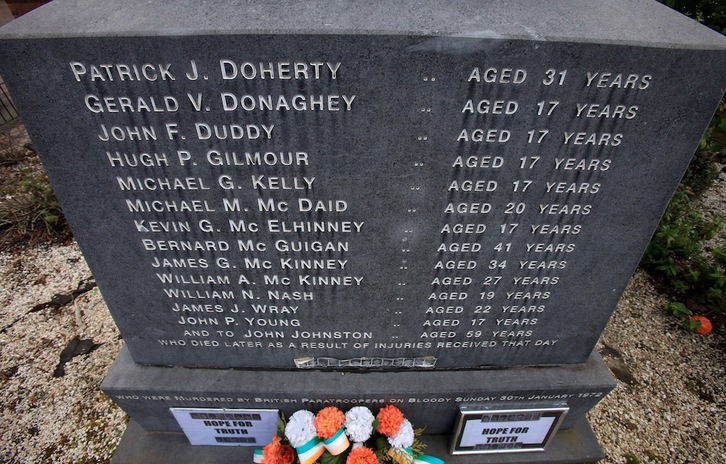 PATRICK J. DOHERTY .. AGED 31 YEARS
GERALD V. DONAGHEY .. AGED 17 YEARS
JOHN F. DUDDY .. AGED 17 YEARS
HUGH P. GILMOUR .. AGED 17 YEARS
MICHAEL G. KELLY .. AGED 17 YEARS
MICHAEL M. MC DAID .. AGED 20 YEARS
KEVIN G. MC ELHINNEY .. AGED 17 YEARS
BERNARD MC GUIGAN .. AGED 41 YEARS
JAMES G. MC KINNEY .. AGED 34 YEARS
WILLIAM A. MC KINNEY .. AGED 27 YEARS
WILLIAM N. NASH .. AGED 19 YEARS
JAMES J. WRAY .. AGED 22 YEARS
JOHN P. YOUNG .. AGED 17 YEARS
AND TO JOHN JOHNSTON .. AGED 59 YEARS
WHO DIED LATER AS A RESULT OF INJURIES RECEIVED THAT DAY
WHO WERE MURDERED BY BRITISH PARATROOPERS ON BLOODY SUNDAY 30TH JANUARY 1972
HOPE FOR
TRUTH
HOPE FOR
TRUTH